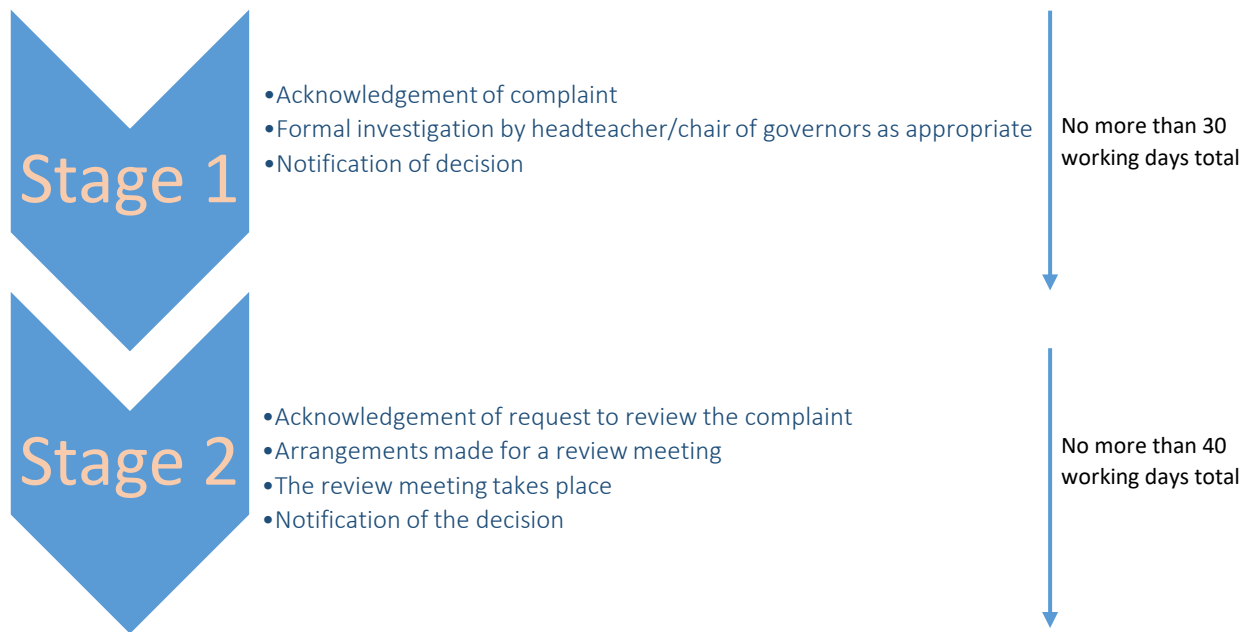 Stage 1
•Acknowledgement of complaint
•Formal investigation by headteacher/chair of governors as appropriate
•Notification of decision
No more than 30
working days total
Stage 2
•Acknowledgement of request to review the complaint
•Arrangements made for a review meeting
•The review meeting takes place
•Notification of the decision
No more than 40
working days total